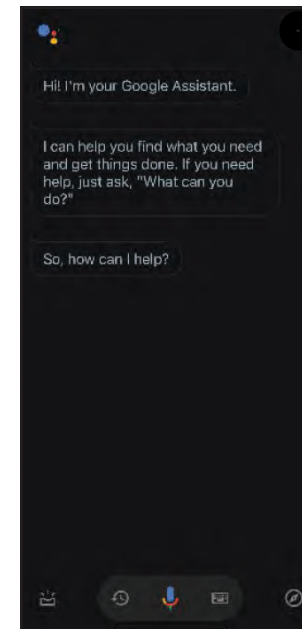 Hi! I'm your Google Assistant.
I can help you find what you need
and get things done. If you need
help, just ask, "What can you
do?"
So, how can I help?